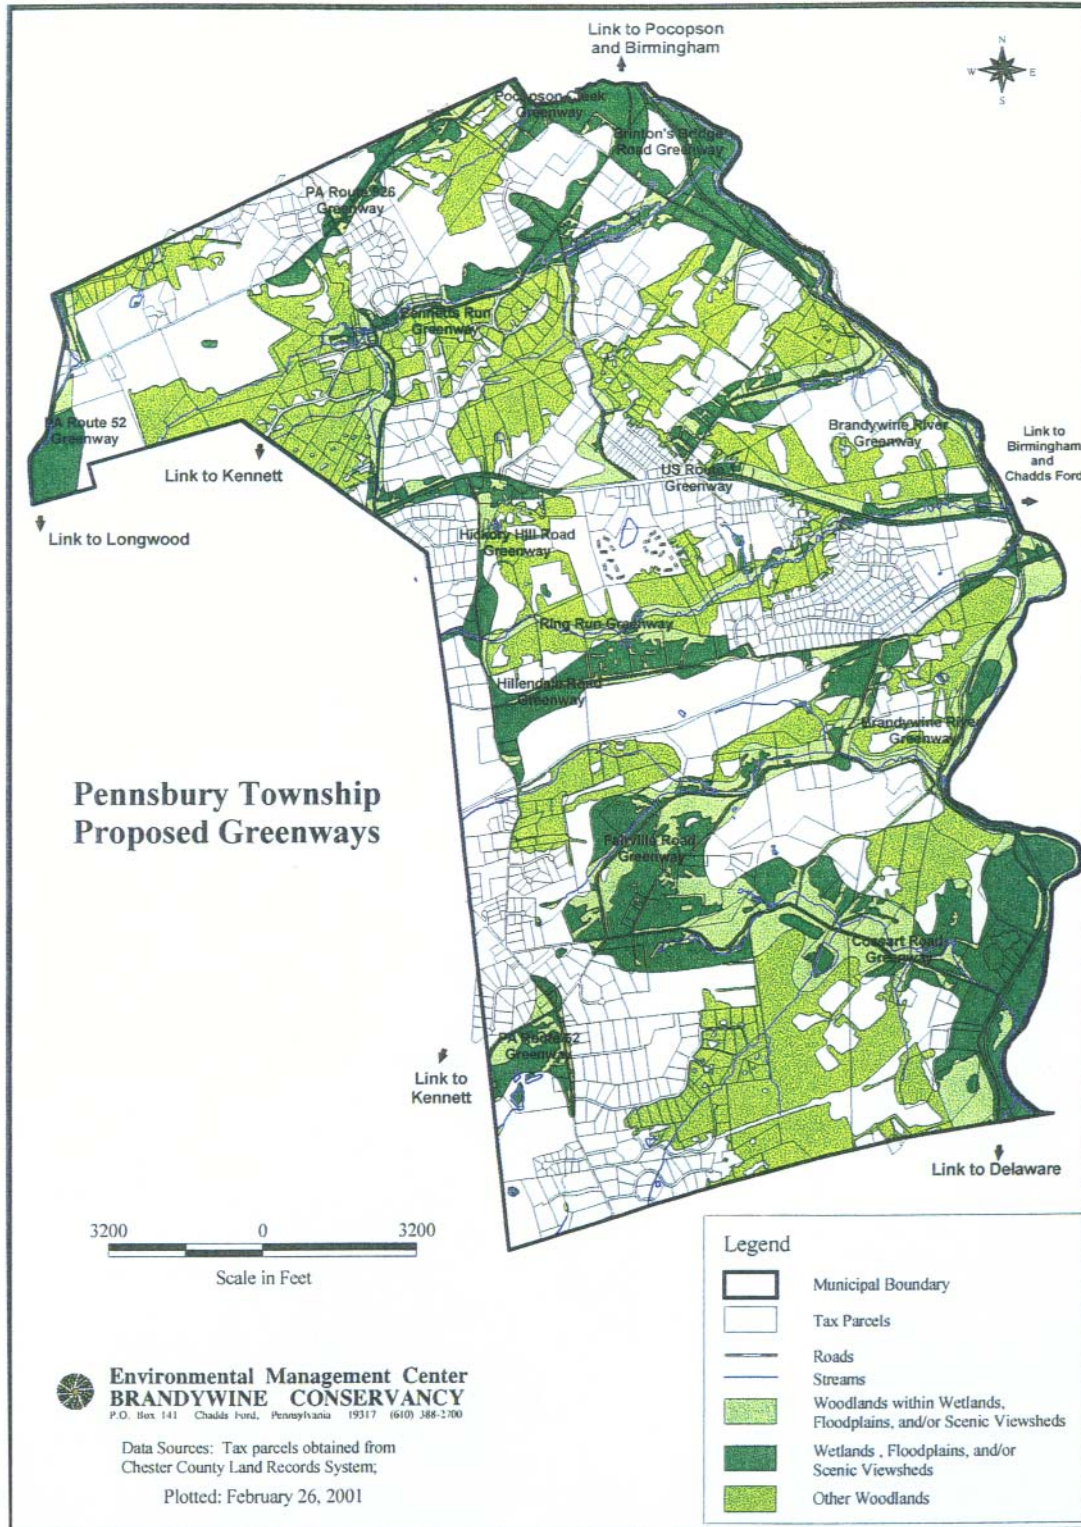 Link to Pocopson
and Birmingham
N
W E
S
Pocopson Creek
Greenway
Brinton's Bridge
Road Greenway
PA Route 926
Greenway
Bennetts Run
Greenway
PA Route 52
Greenway
Brandywine River
Greenway
Link to
Birmingham
and
Chadds Ford
Link to Kennett
US Route 1
Greenway
Link to Longwood
Hickory Hill Road
Greenway
Ring Run Greenway
Hillendale Road
Greenway
Brandywine River
Greenway
Pennsbury Township
Proposed Greenways
Fairville Road
Greenway
Cossart Road
Greenway
PA Route 52
Greenway
Link to
Kennett
Link to Delaware
3200 0 3200
Scale in Feet
Legend
Municipal Boundary
Tax Parcels
Roads
Streams
Woodlands within Wetlands,
Floodplains, and/or Scenic Viewsheds
Wetlands , Floodplains, and/or
Scenic Viewsheds
Other Woodlands
Environmental Management Center
BRANDYWINE CONSERVANCY
P.O. Box 141 Chadds Ford, Pennsylvania 19317 (610) 388-2700
Data Sources: Tax parcels obtained from
Chester County Land Records System;
Plotted: February 26, 2001